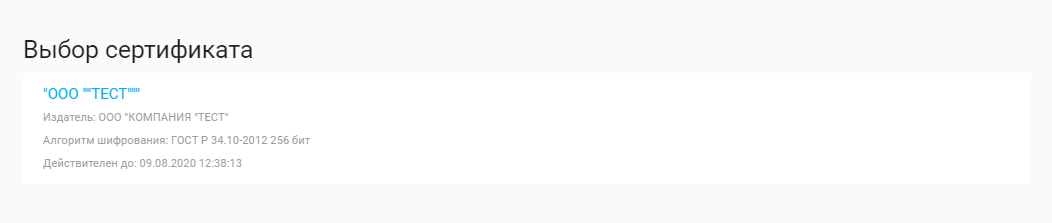 Выбор сертификата
"ООО ""ТЕСТ"""
Издатель: ООО "КОМПАНИЯ "ТЕСТ"
Алгоритм шифрования: ГОСТ Р 34.10-2012 256 бит
Действителен до: 09.08.2020 12:38:13